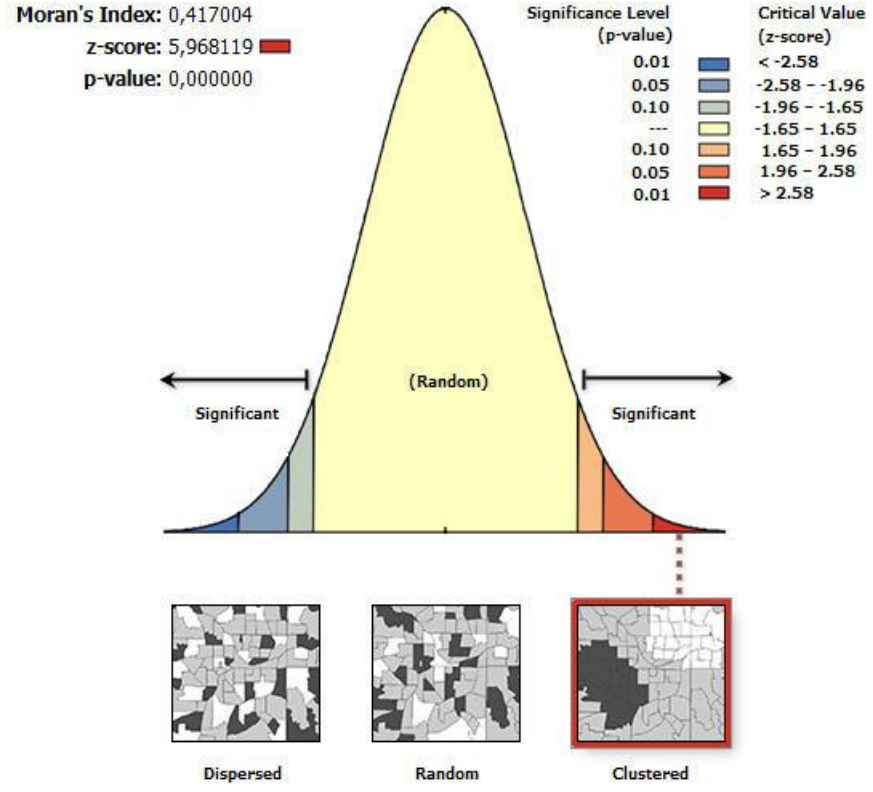 Moran's Index: 0,417004
z-score: 5,968119
p-value: 0,000000
Significance Level
(p-value)
Critical Value
(z-score)
0.01 < -2.58
0.05 -2.58 – -1.96
0.10 -1.96 – -1.65
--- -1.65 – 1.65
0.10 1.65 – 1.96
0.05 1.96 – 2.58
0.01 > 2.58
(Random)
Significant
Significant
Dispersed
Random
Clustered